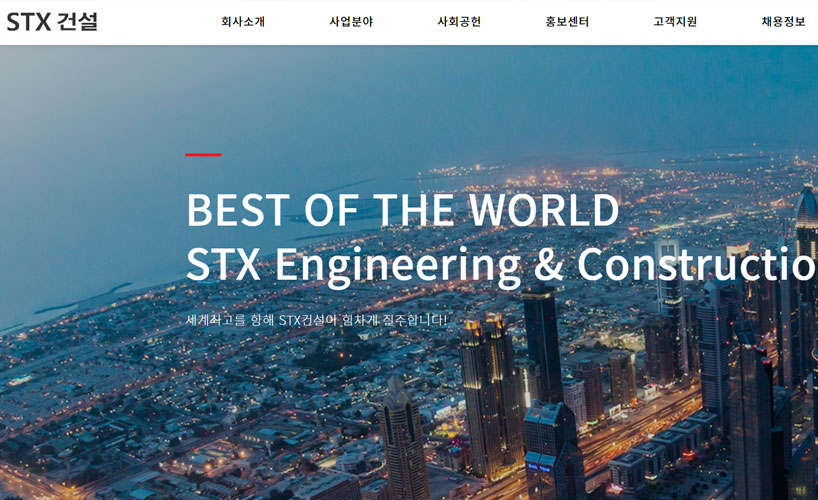 STX 건설
회사소개 사업분야 사회공헌 홍보센터 고객지원 채용정보
BEST OF THE WORLD
STX Engineering & Constructio
세계최고를 향해 STX건설이 힘차게 질주합니다!